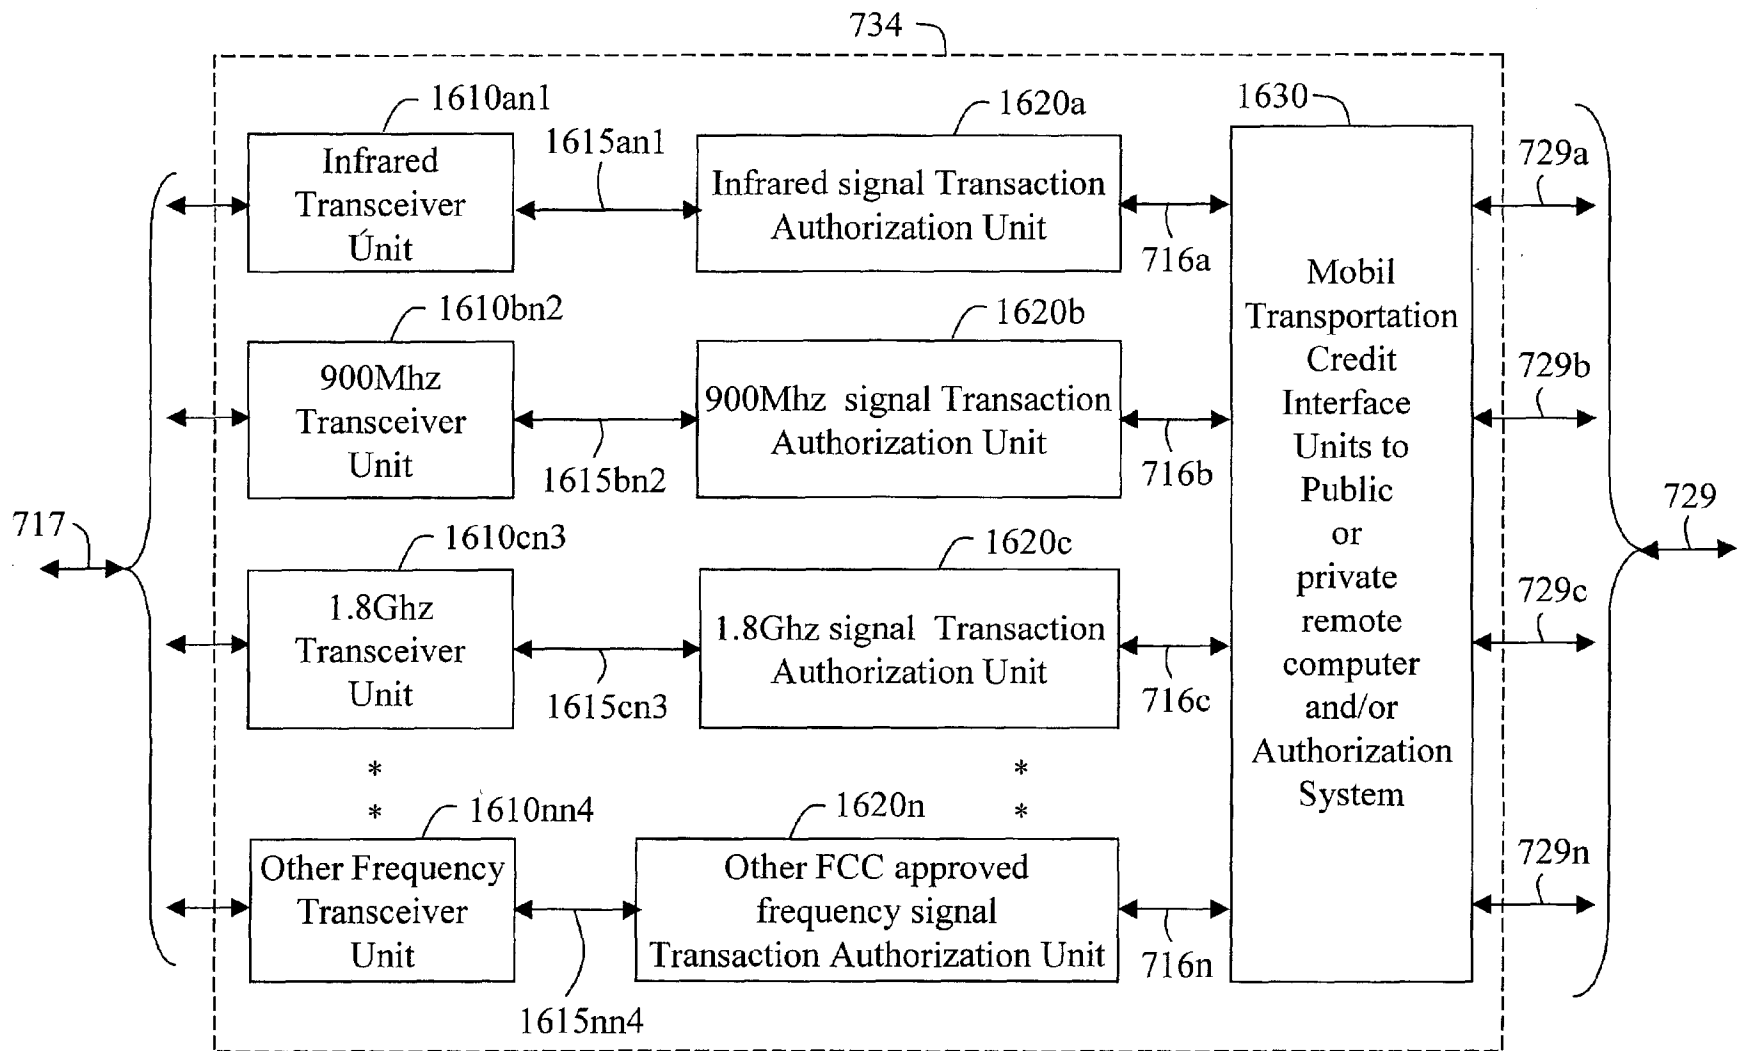 734
1610an1
1615an1
1620a
1630
729a
Infrared
Transceiver
Unit
Infrared signal Transaction
Authorization Unit
716a
1610bn2
1620b
900Mhz
Transceiver
Unit
900Mhz signal Transaction
Authorization Unit
1615bn2
716b
729b
Mobil
Transportation
Credit
Interface
Units to
Public
or
private
remote
computer
and/or
Authorization
System
717
729
1610cn3
1620c
1.8Ghz
Transceiver
Unit
1.8Ghz signal Transaction
Authorization Unit
1615cn3
716c
729c
* *
* *
1610nn4
1620n
Other Frequency
Transceiver
Unit
Other FCC approved
frequency signal
Transaction Authorization Unit
1615nn4
716n
729n